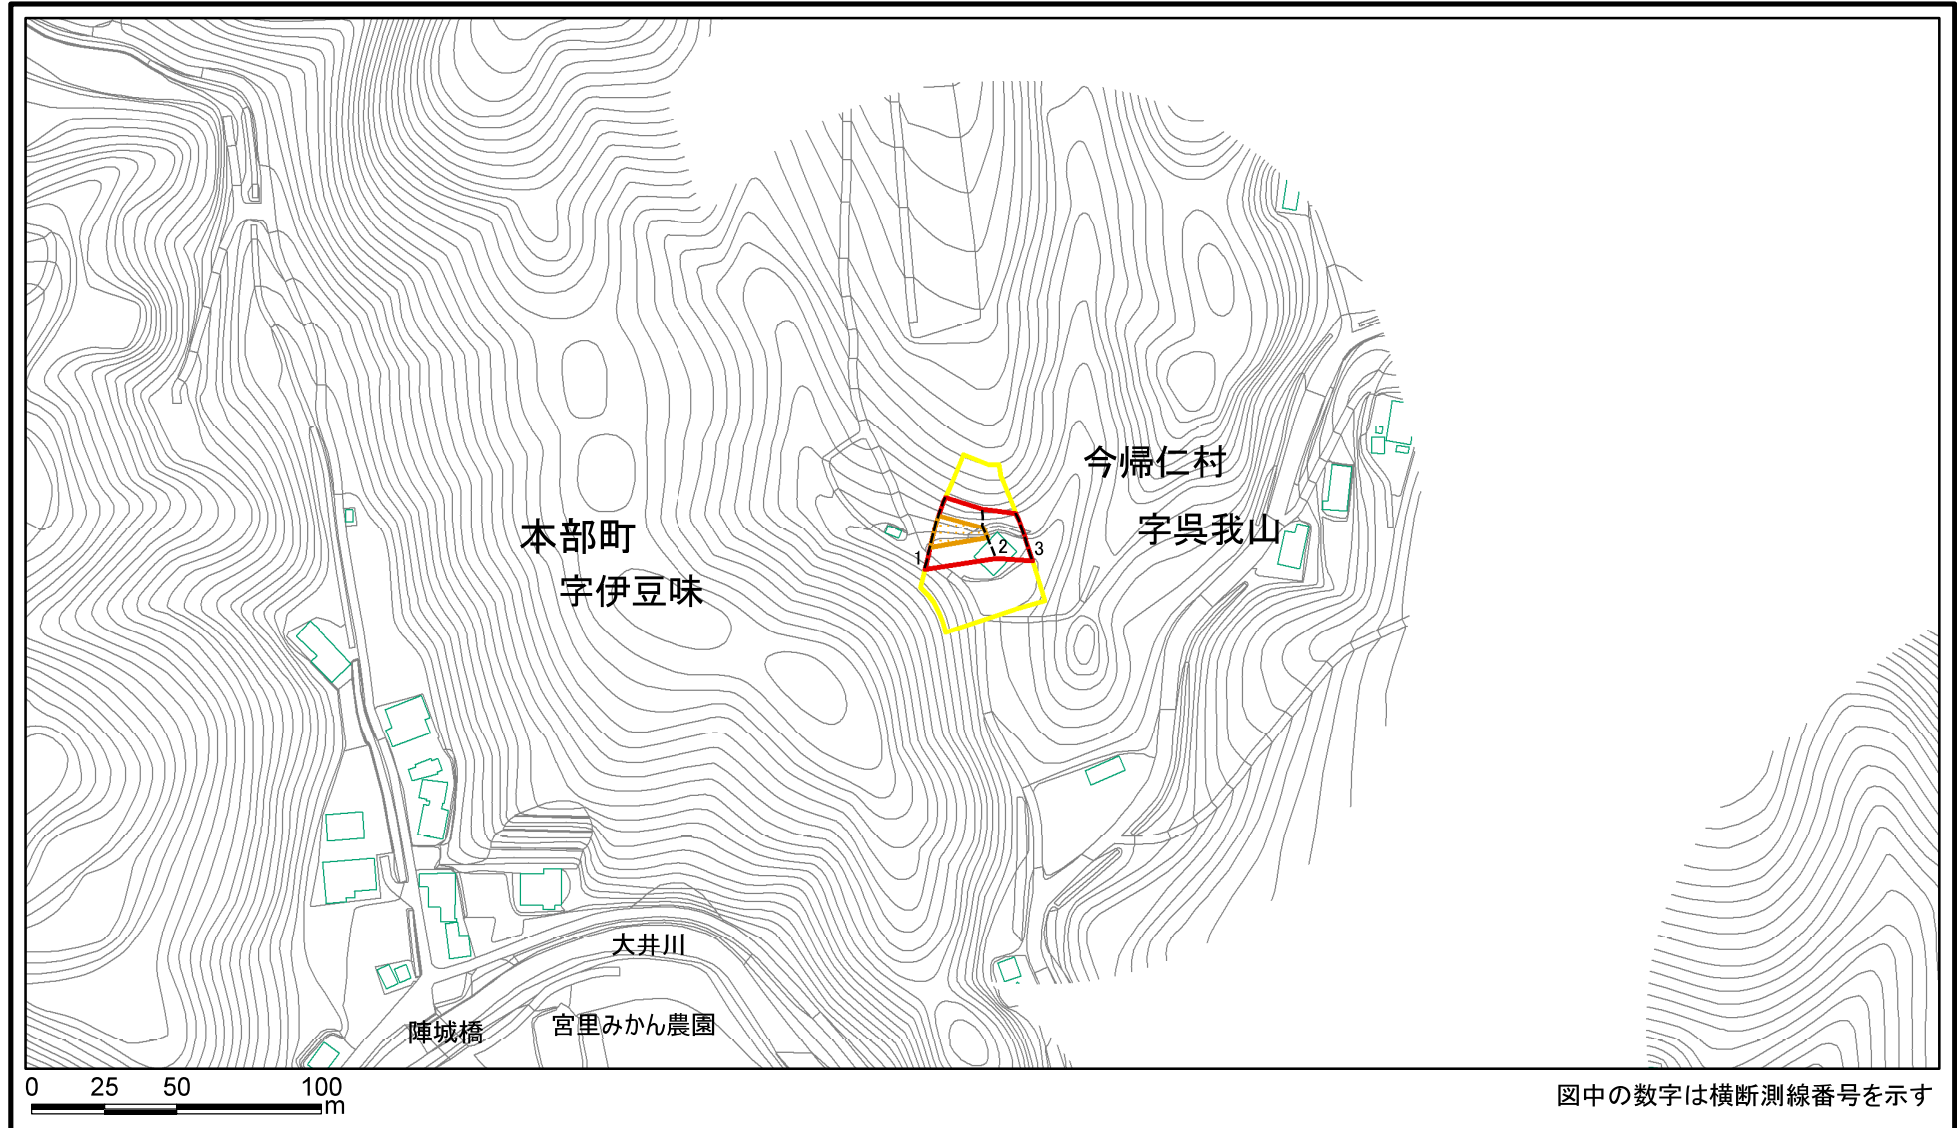 今帰仁村
字呉我山
本部町
字伊豆味
1
2
3
大井川
陣城橋
宮里みかん農園
0 25 50 100
m
図中の数字は横断測線番号を示す